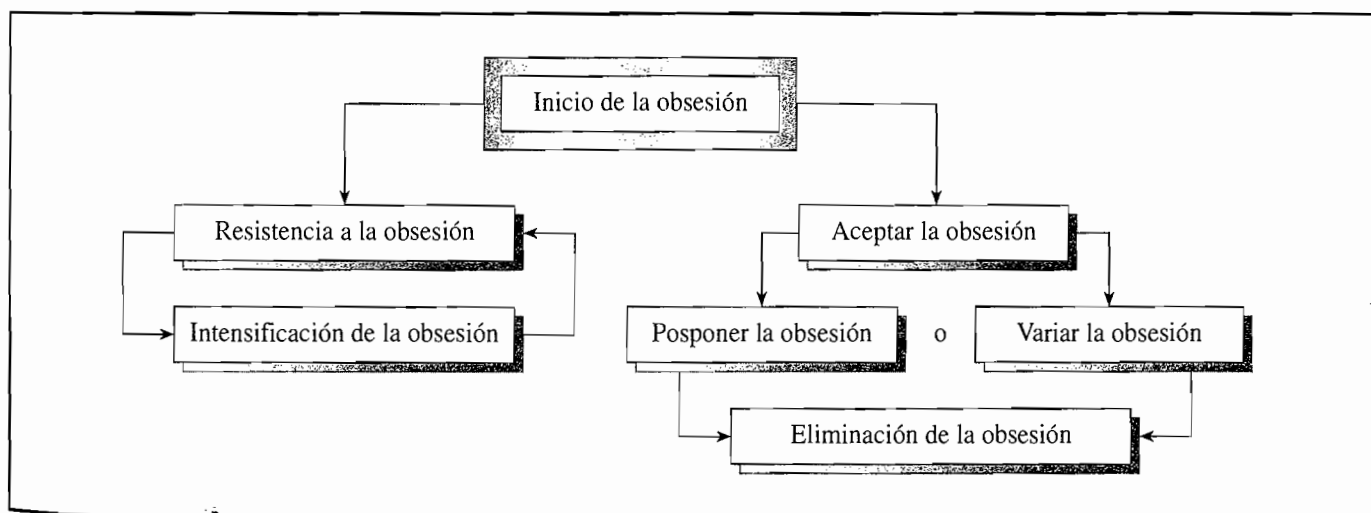 Inicio de la obsesión
Resistencia a la obsesión
Aceptar la obsesión
Intensificación de la obsesión
Posponer la obsesión
o
Variar la obsesión
Eliminación de la obsesión